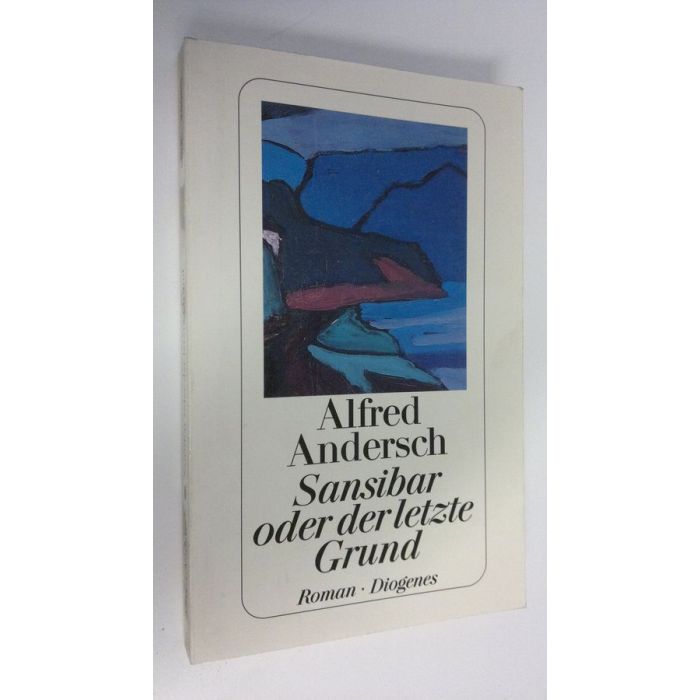 Alfred
Andersch
Sansibar
oder der letzte
Grund
Roman · Diogenes